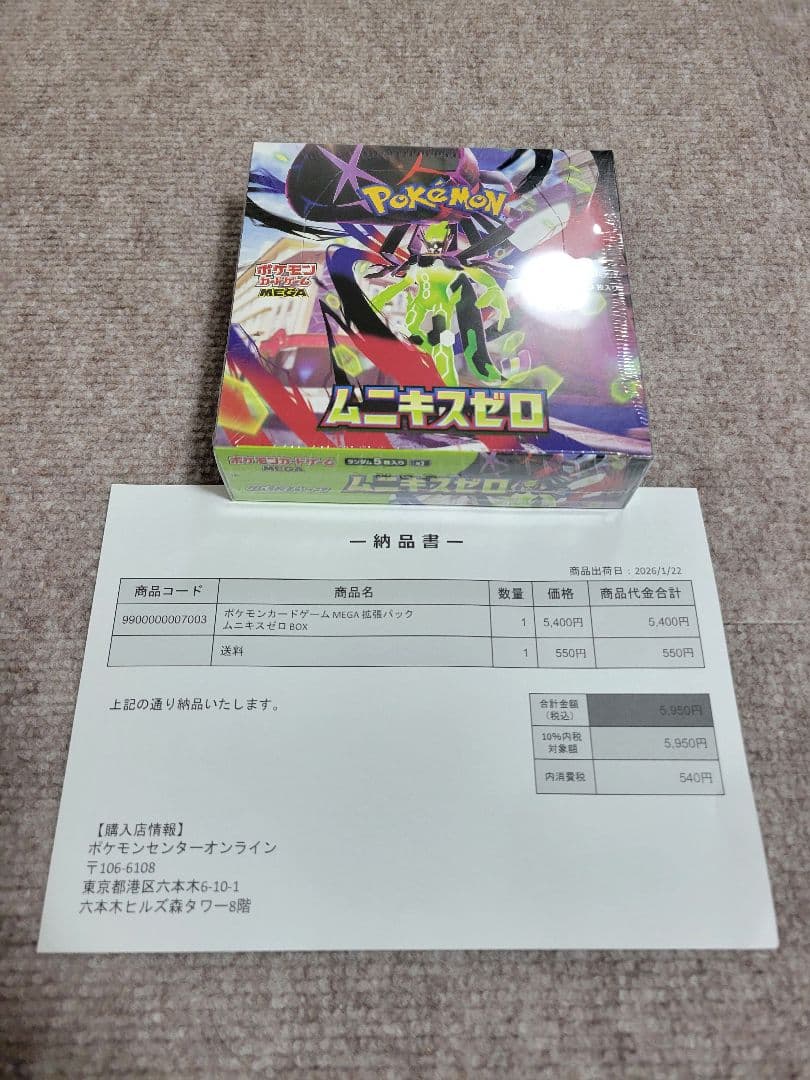 POKÉMON
ポケモン
カードゲーム
MEGA
枚入り
ムニキスゼロ
ポケモンカードゲーム
MEGA
ランダム5枚入り
ムニキスゼロ
ー納品書ー
商品出荷日：2026/1/22
商品コード 商品名 数量 価格 商品代金合計
9900000007003 ポケモンカードゲーム MEGA 拡張パック
ムニキスゼロ BOX 1 5,400円 5,400円
送料 1 550円 550円
上記の通り納品いたします。
合計金額
（税込） 5,950円
10%内税
対象額 5,950円
内消費税 540円
【購入店情報】
ポケモンセンターオンライン
〒106-6108
東京都港区六本木6-10-1
六本木ヒルズ森タワー8階